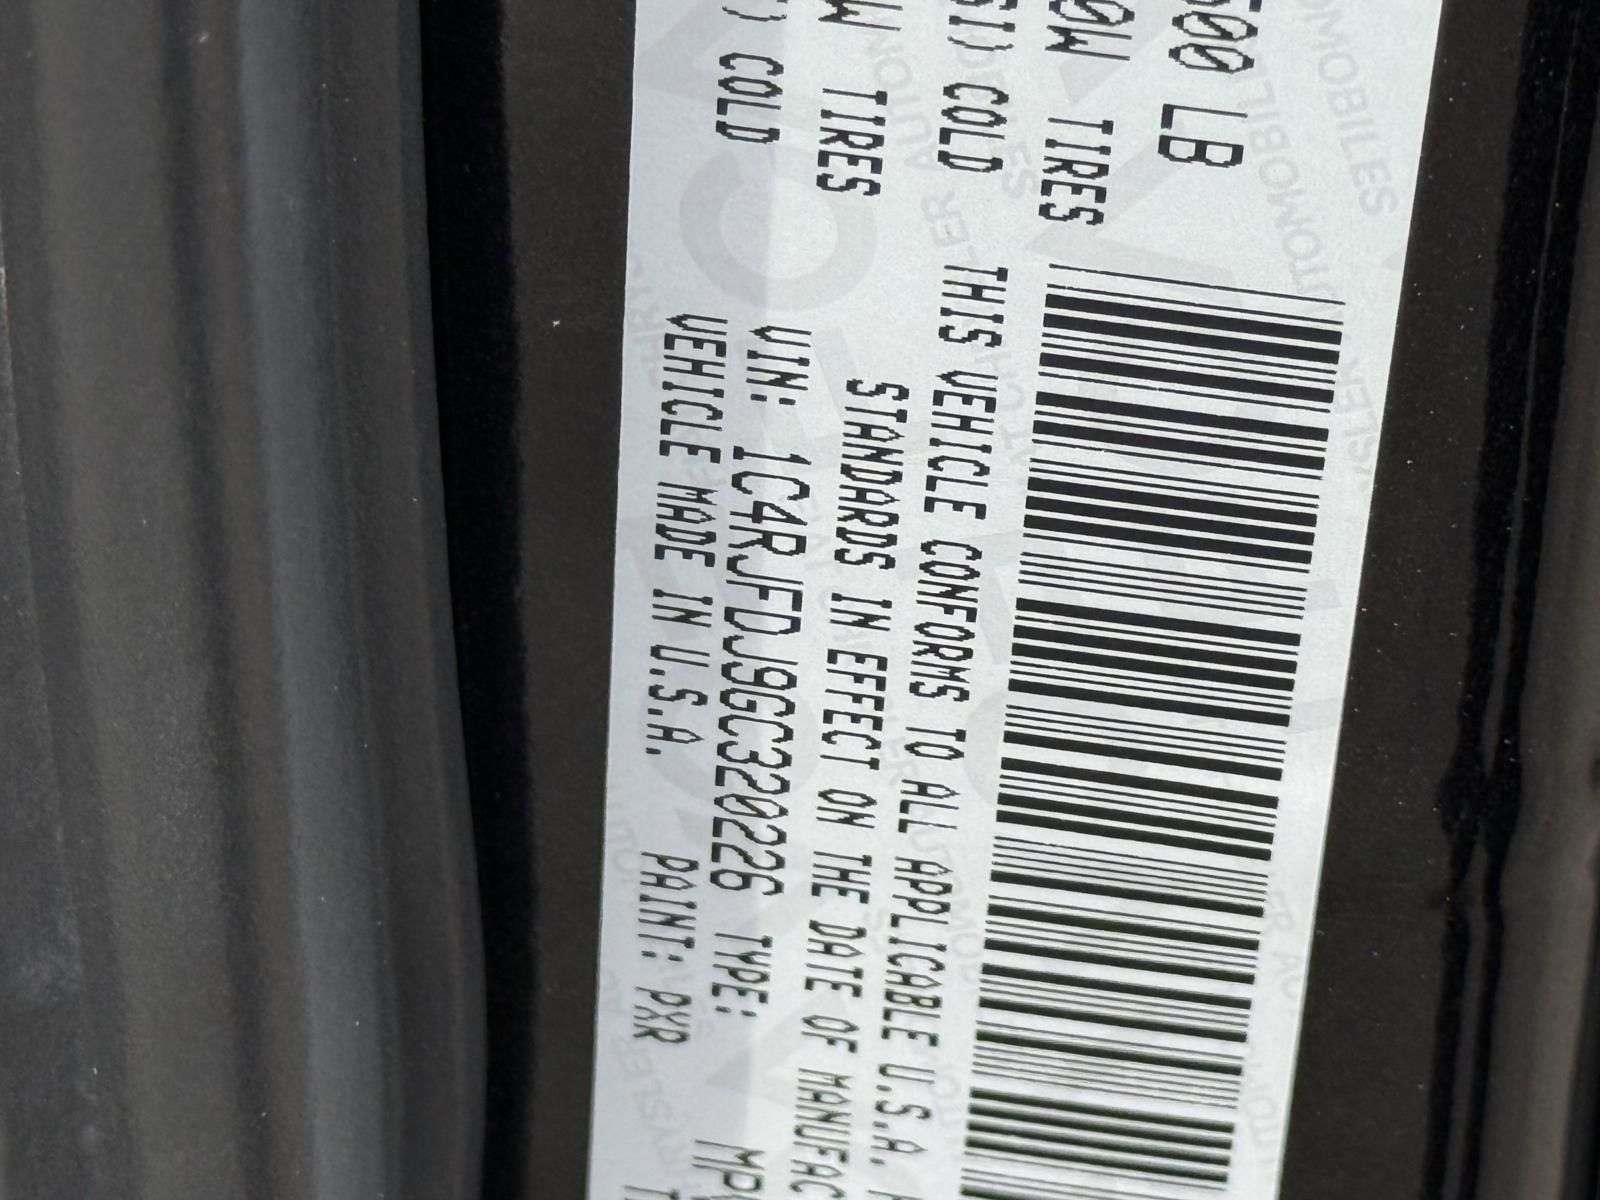 500 LB
0W TIRES
SI) COLD
W TIRES
) COLD
THIS VEHICLE CONFORMS TO ALL APPLICABLE U.S.A.
STANDARDS IN EFFECT ON THE DATE OF MANUFAC
VIN: 1C4RJFDJ9GC320226 TYPE: MP
VEHICLE MADE IN U.S.A. PAINT: PXR